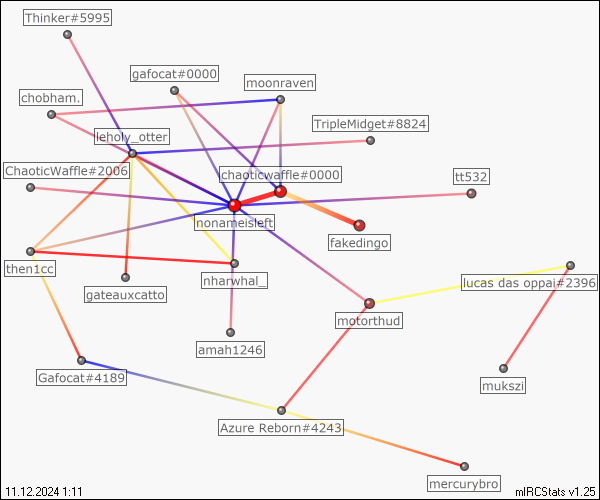 Thinker#5995
gafocat#0000
moonraven
chobham.
TripleMidget#8824
leholy_otter
ChaoticWaffle#2006
chaoticwaffle#0000
tt532
nonameisleft
fakedingo
then1cc
nharwhal_
lucas das oppai#2396
gateauxcatto
motorthud
amah1246
Gafocat#4189
mukszi
Azure Reborn#4243
mercurybro
11.12.2024 1:11
mIRCStats v1.25